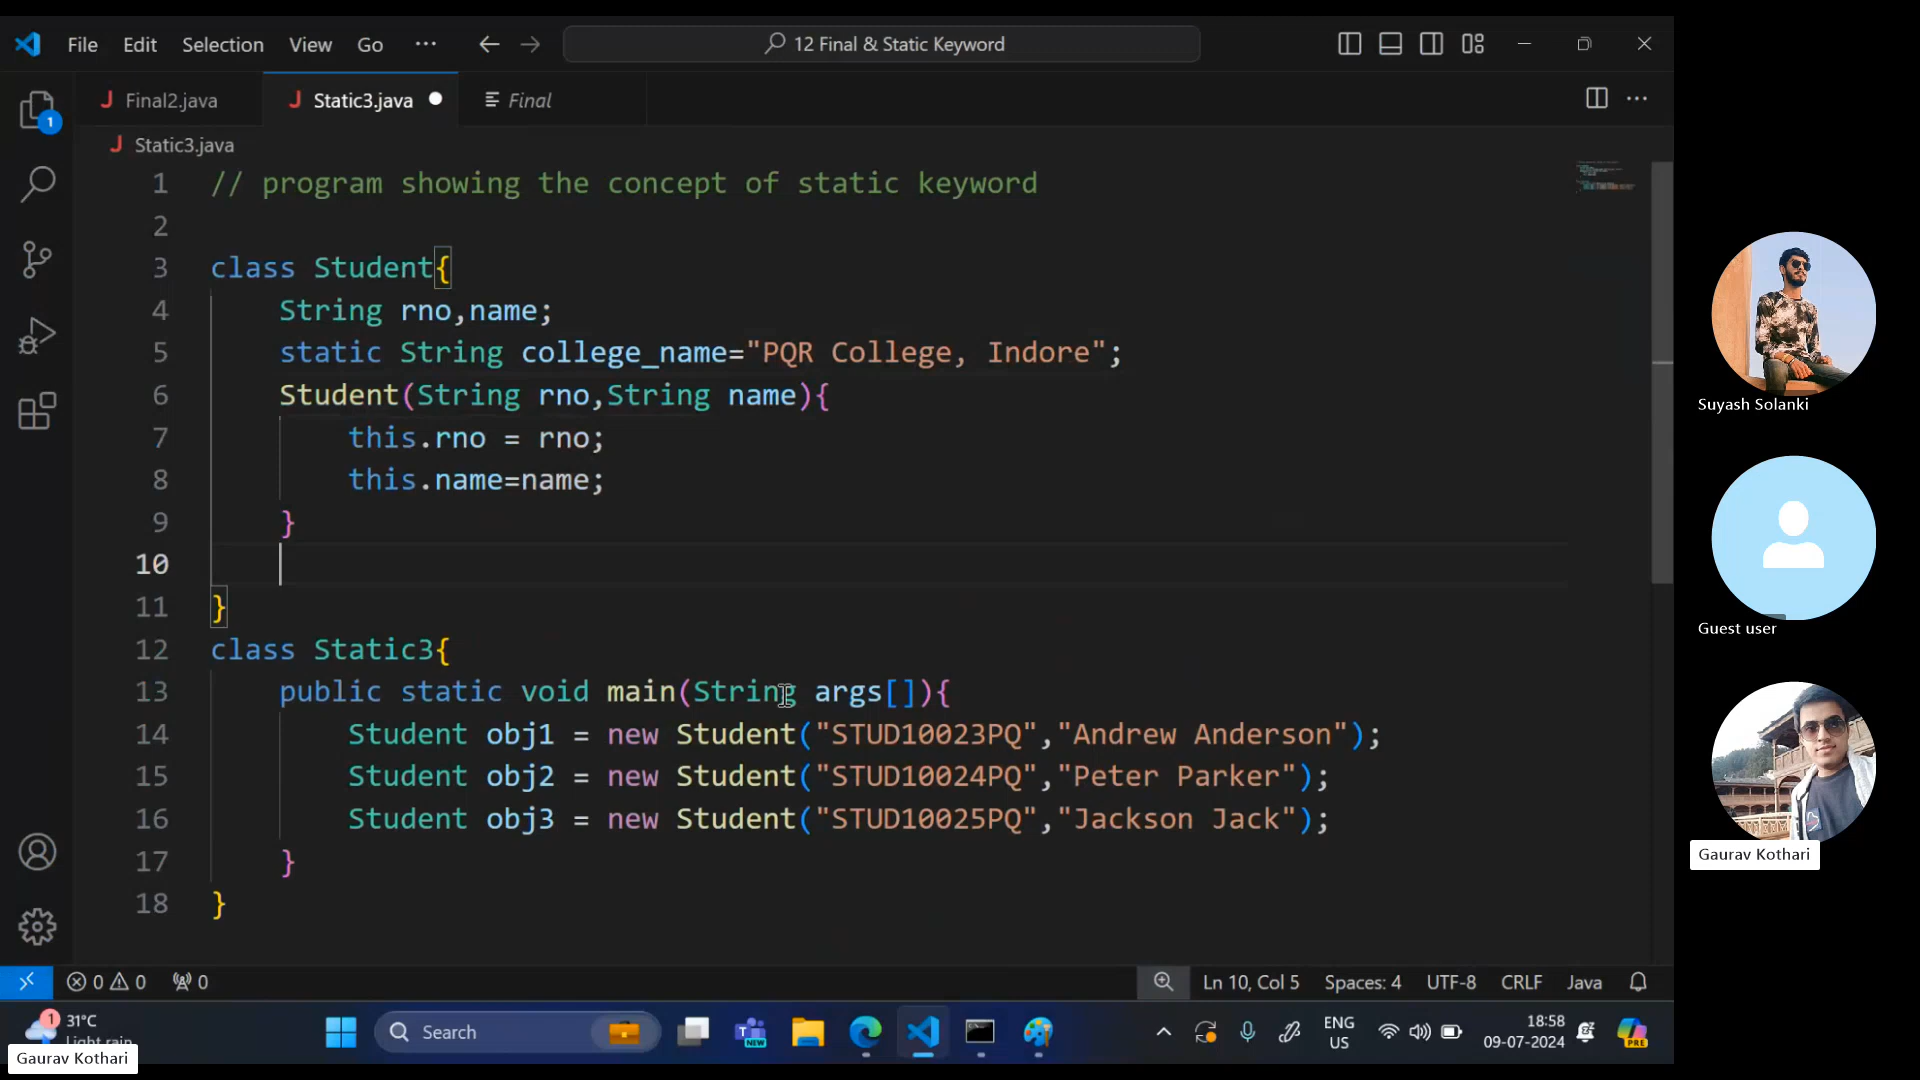 File Edit Selection View Go ··· 12 Final & Static Keyword
Final2.java Static3.java Final
1
Static3.java
1 // program showing the concept of static keyword
2
3 class Student{
4 String rno,name;
5 static String college_name="PQR College, Indore";
6 Student(String rno,String name){
7 this.rno = rno;
8 this.name=name;
9 }
10
11 }
12 class Static3{
13 public static void main(String args[]){
14 Student obj1 = new Student("STUD10023PQ","Andrew Anderson");
15 Student obj2 = new Student("STUD10024PQ","Peter Parker");
16 Student obj3 = new Student("STUD10025PQ","Jackson Jack");
17 }
18 }
0 0 0 Ln 10, Col 5 Spaces: 4 UTF-8 CRLF Java
1 31°C
Light rain
Search
NEW
ENG
US
18:58
09-07-2024
PRE
Gaurav Kothari
Suyash Solanki
Guest user
Gaurav Kothari